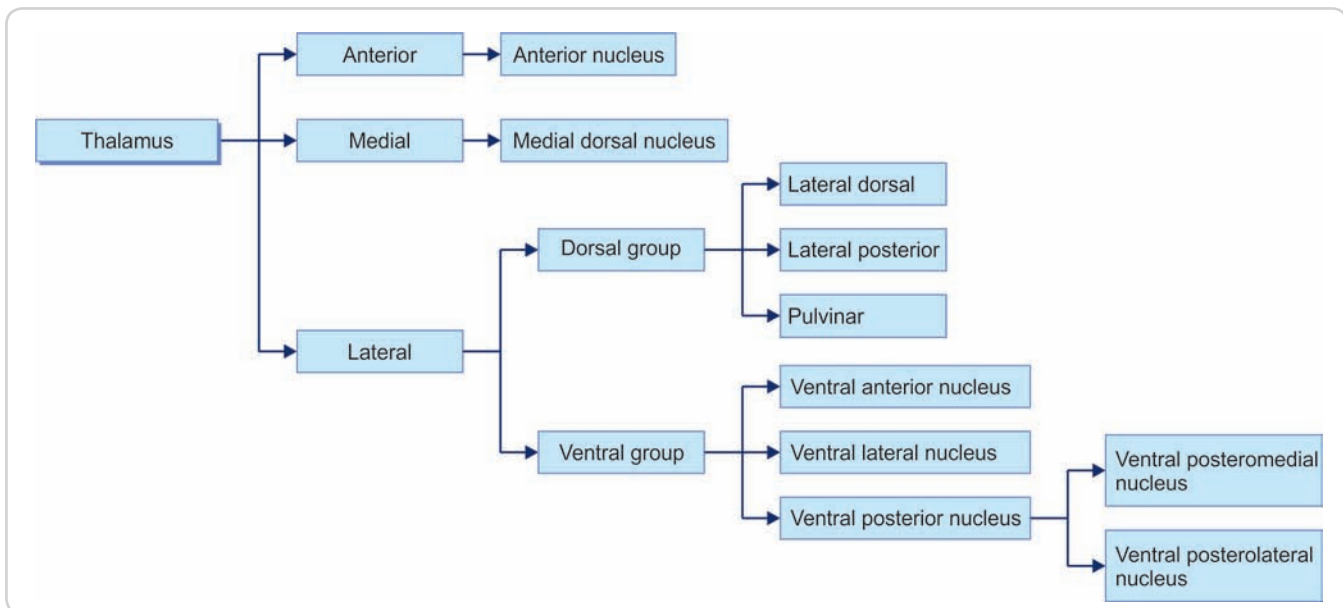 Anterior
Anterior nucleus
Thalamus
Medial
Medial dorsal nucleus
Lateral dorsal
Dorsal group
Lateral posterior
Pulvinar
Lateral
Ventral anterior nucleus
Ventral group
Ventral lateral nucleus
Ventral posterior nucleus
Ventral posteromedial
nucleus
Ventral posterolateral
nucleus